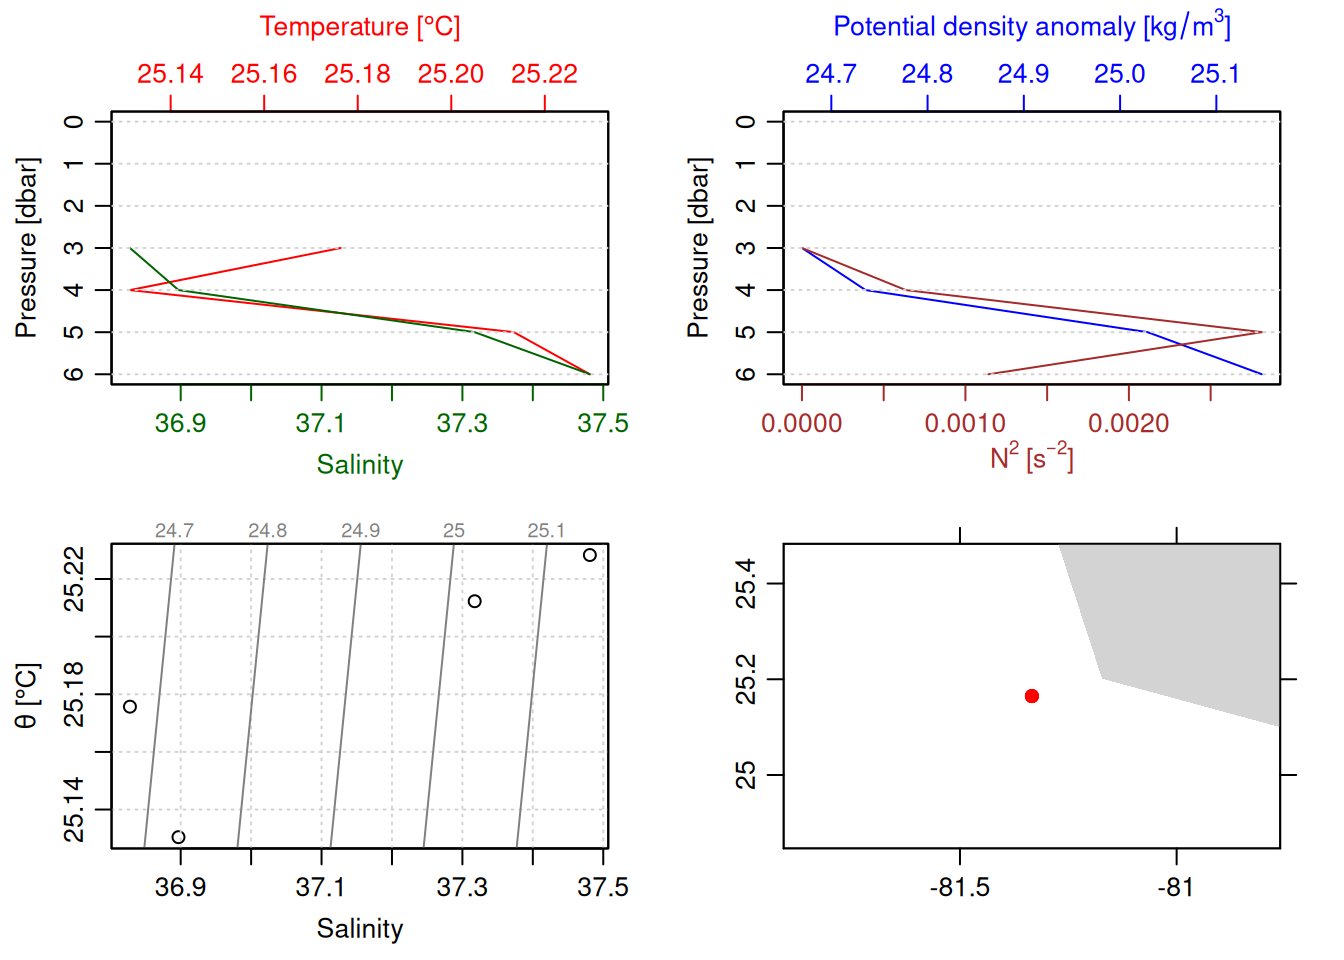 Temperature [°C]
25.14 25.16 25.18 25.20 25.22
Pressure [dbar]
0
1
2
3
4
5
6
36.9 37.1 37.3 37.5
Salinity
Potential density anomaly [kg/m³]
24.7 24.8 24.9 25.0 25.1
Pressure [dbar]
0
1
2
3
4
5
6
0.0000 0.0010 0.0020
N² [s⁻²]
24.7 24.8 24.9 25 25.1
θ [°C]
25.22
25.18
25.14
36.9 37.1 37.3 37.5
Salinity
25.4
25.2
25
-81.5 -81